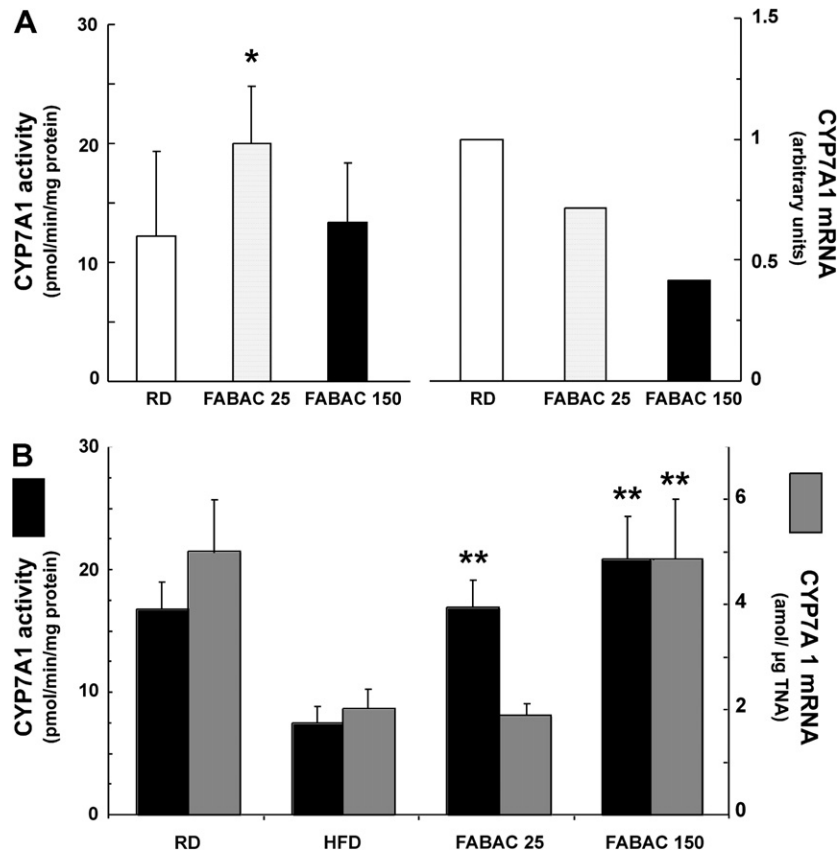 A
30
20
10
0
CYP7A1 activity
(pmol/min/mg protein)
*
RD
FABAC 25
FABAC 150
1.5
1
0.5
0
CYP7A1 mRNA
(arbitrary units)
RD
FABAC 25
FABAC 150
B
30
20
10
0
CYP7A1 activity
(pmol/min/mg protein)
**
**
**
6
4
2
0
CYP7A 1 mRNA
(amol/ µg TNA)
RD
HFD
FABAC 25
FABAC 150